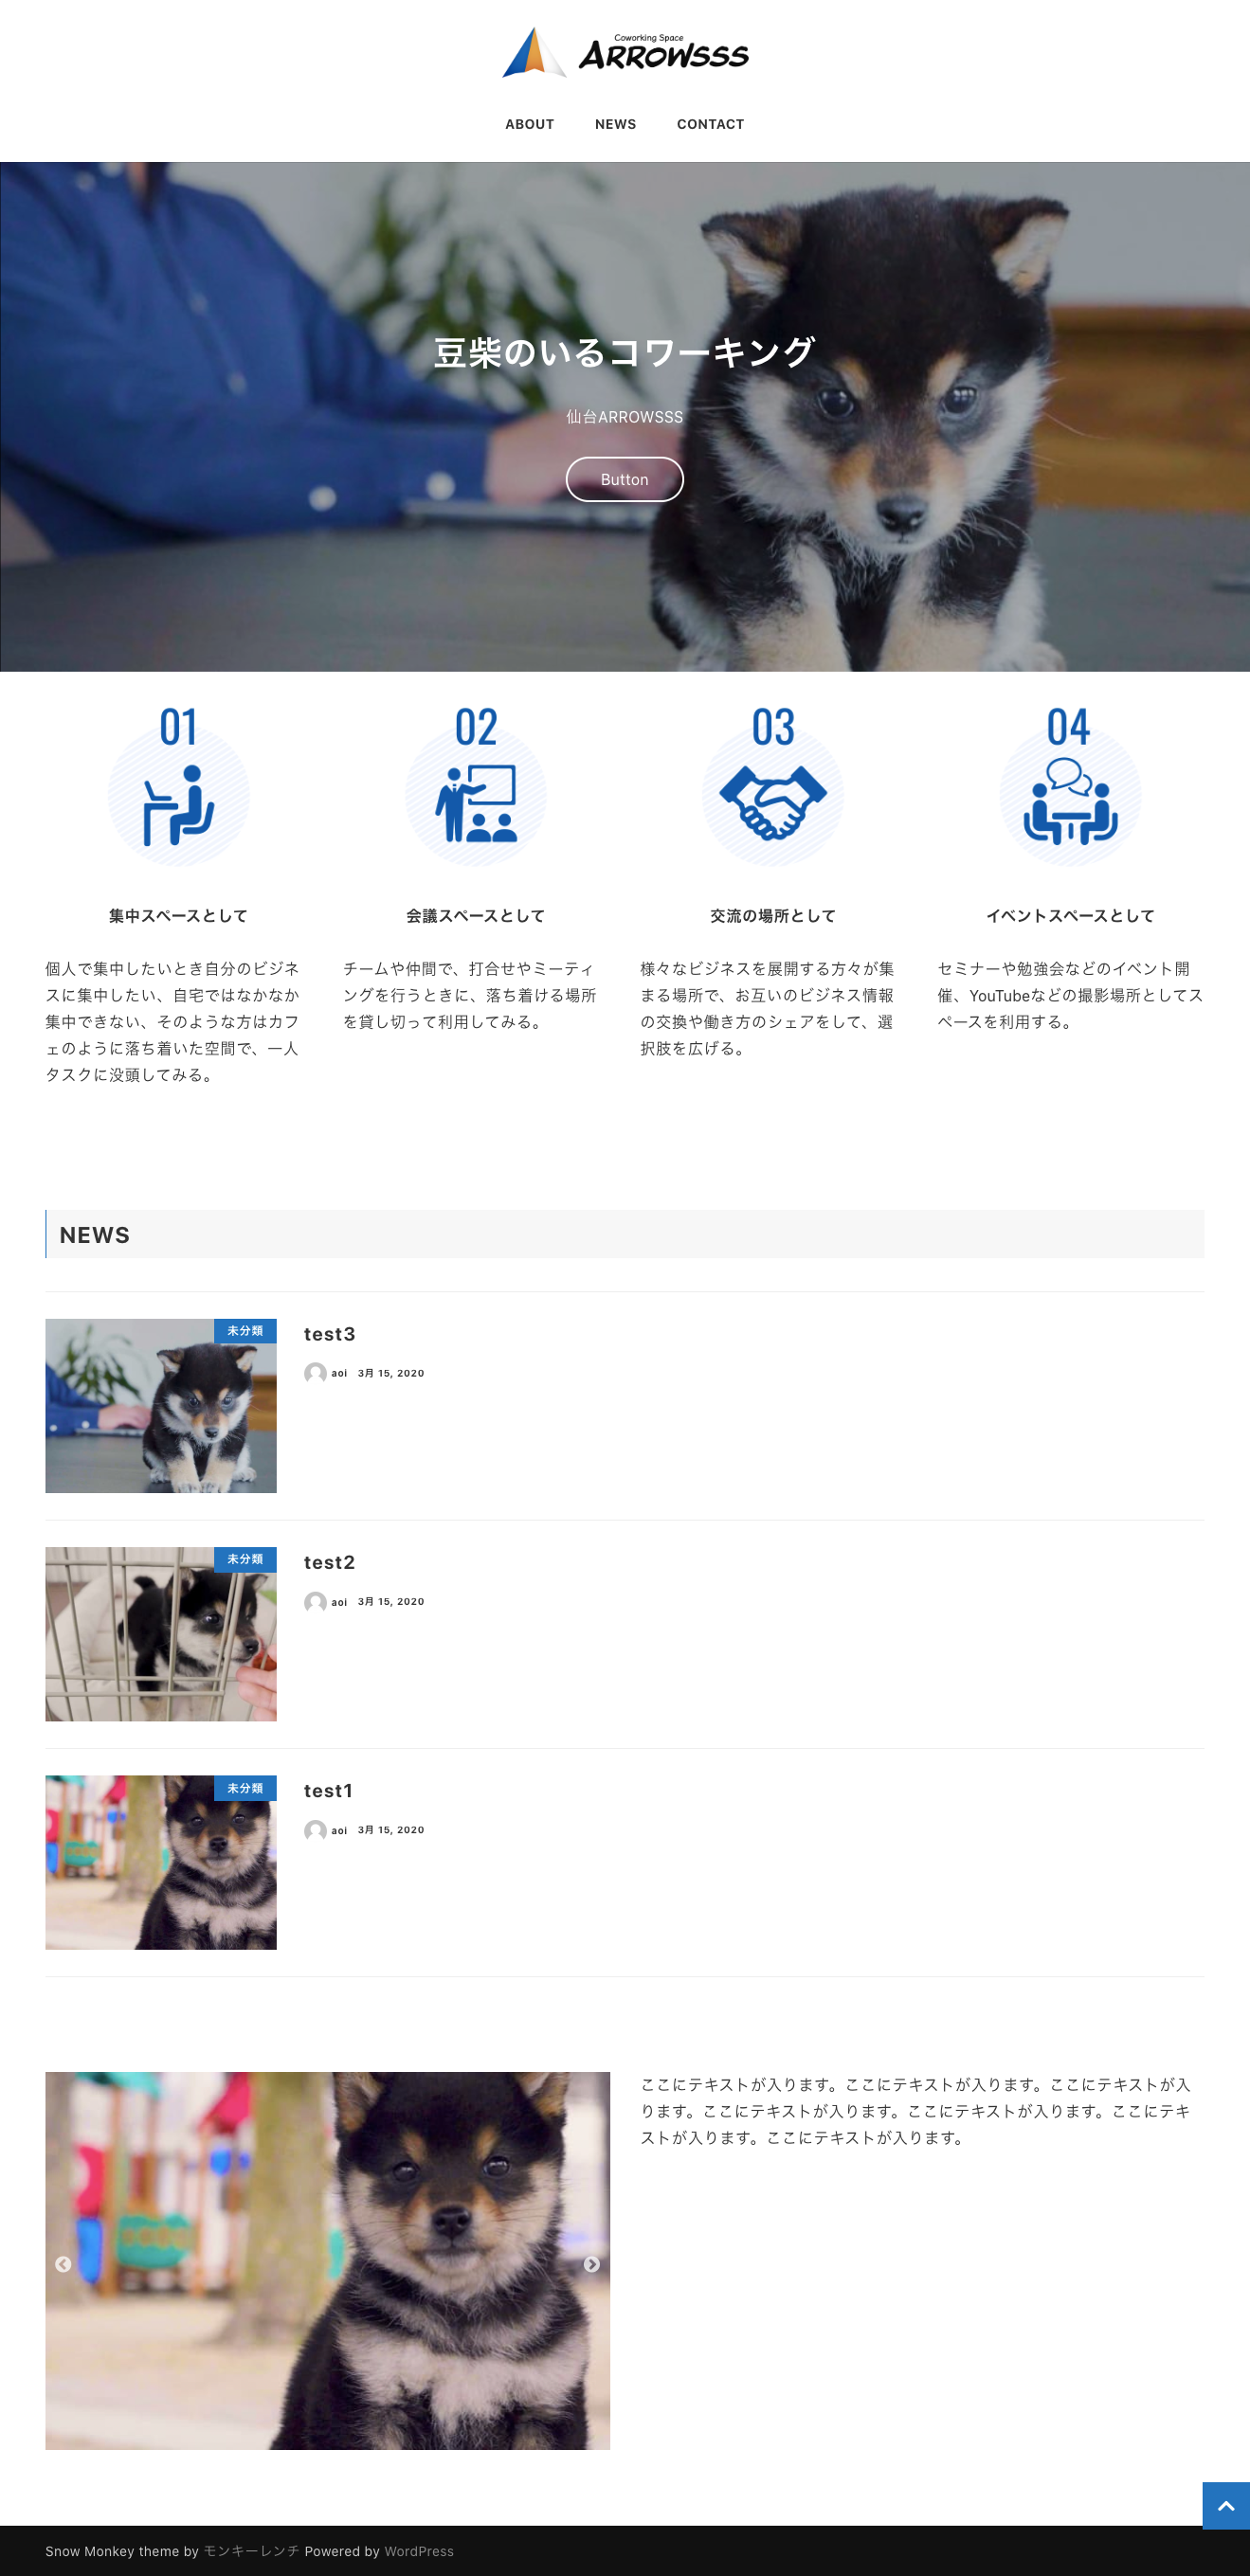 Coworking Space
ARROWSSS
ABOUT NEWS CONTACT
豆柴のいるコワーキング
仙台ARROWSSS
Button
01
02
03
04
集中スペースとして
個人で集中したいとき自分のビジネ
スに集中したい、自宅ではなかなか
集中できない、そのような方はカフ
ェのように落ち着いた空間で、一人
タスクに没頭してみる。
会議スペースとして
チームや仲間で、打合せやミーティ
ングを行うときに、落ち着ける場所
を貸し切って利用してみる。
交流の場所として
様々なビジネスを展開する方々が集
まる場所で、お互いのビジネス情報
の交換や働き方のシェアをして、選
択肢を広げる。
イベントスペースとして
セミナーや勉強会などのイベント開
催、YouTubeなどの撮影場所としてス
ペースを利用する。
NEWS
未分類
test3
aoi 3月 15, 2020
未分類
test2
aoi 3月 15, 2020
未分類
test1
aoi 3月 15, 2020
ここにテキストが入ります。ここにテキストが入ります。ここにテキストが入
ります。ここにテキストが入ります。ここにテキストが入ります。ここにテキ
ストが入ります。ここにテキストが入ります。
Snow Monkey theme by モンキーレンチ Powered by WordPress